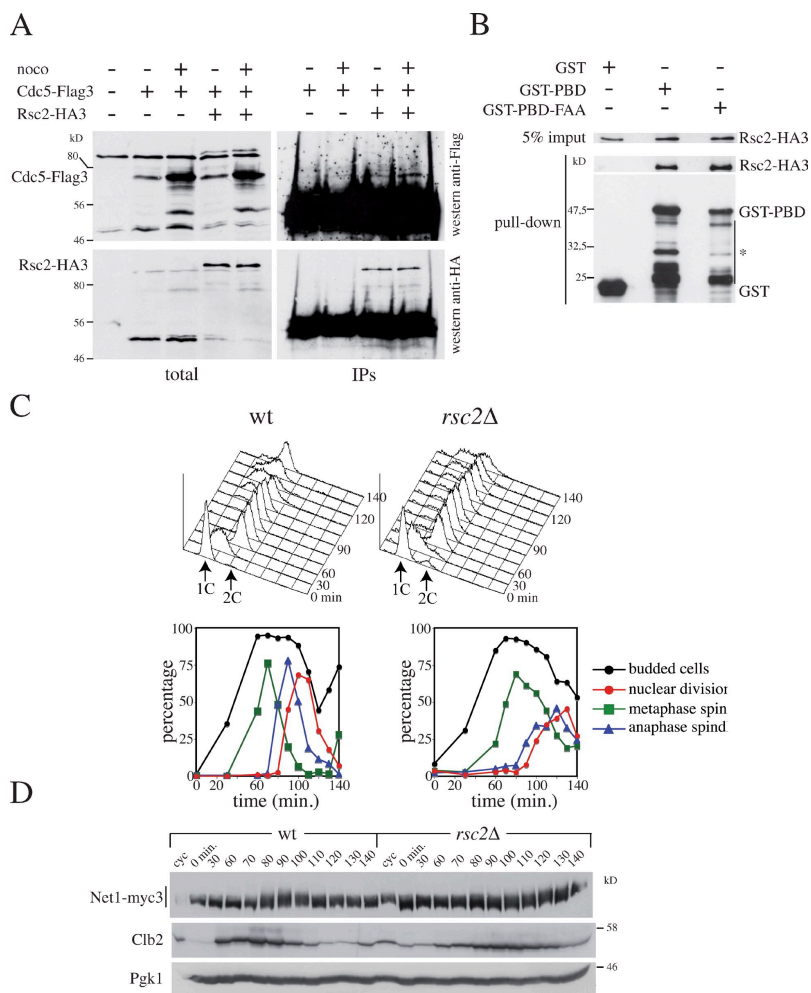 A
noco - - + - + - + - +
Cdc5-Flag3 - + + + + + + + +
Rsc2-HA3 - - - + + - - + +
kD
80
Cdc5-Flag3
56
46
western anti-Flag
Rsc2-HA3
80
56
46
western anti-HA
total
IPs
B
GST +
GST-PBD +
GST-PBD-FAA +
5% imput
Rsc2-HA3
kD
Rsc2-HA3
pull-down
47,5
GST-PBD
32,5
*
25
GST
C
wt
rsc2Δ
140
120
90
60
30
0 min
1C
2C
140
120
90
60
30
0 min
1C
2C
percentage
100
75
50
25
0
0 20 60 100 140
time (min.)
percentage
100
75
50
25
0
0 20 60 100 140
time (min.)
budded cells
nuclear division
metaphase spin
anaphase spind
D
wt
rsc2Δ
cyc 0 min. 30 60 70 80 90 100 110 120 130 140 cyc 0 min. 30 60 70 80 90 100 110 120 130 140
kD
Net1-myc3
Clb2
58
Pgk1
46